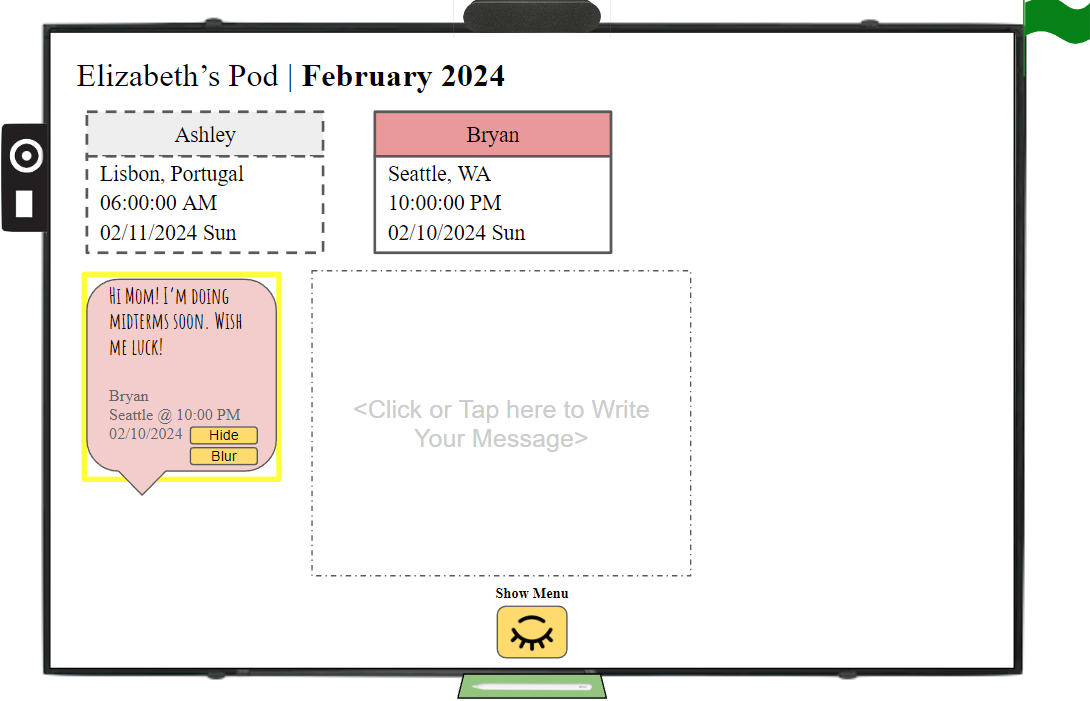 Elizabeth’s Pod | February 2024
Ashley
Lisbon, Portugal
06:00:00 AM
02/11/2024 Sun
Bryan
Seattle, WA
10:00:00 PM
02/10/2024 Sun
Hi Mom! I’m doing
midterms soon. Wish
me luck!
Bryan
Seattle @ 10:00 PM
02/10/2024
Hide
Blur
<Click or Tap here to Write
Your Message>
Show Menu